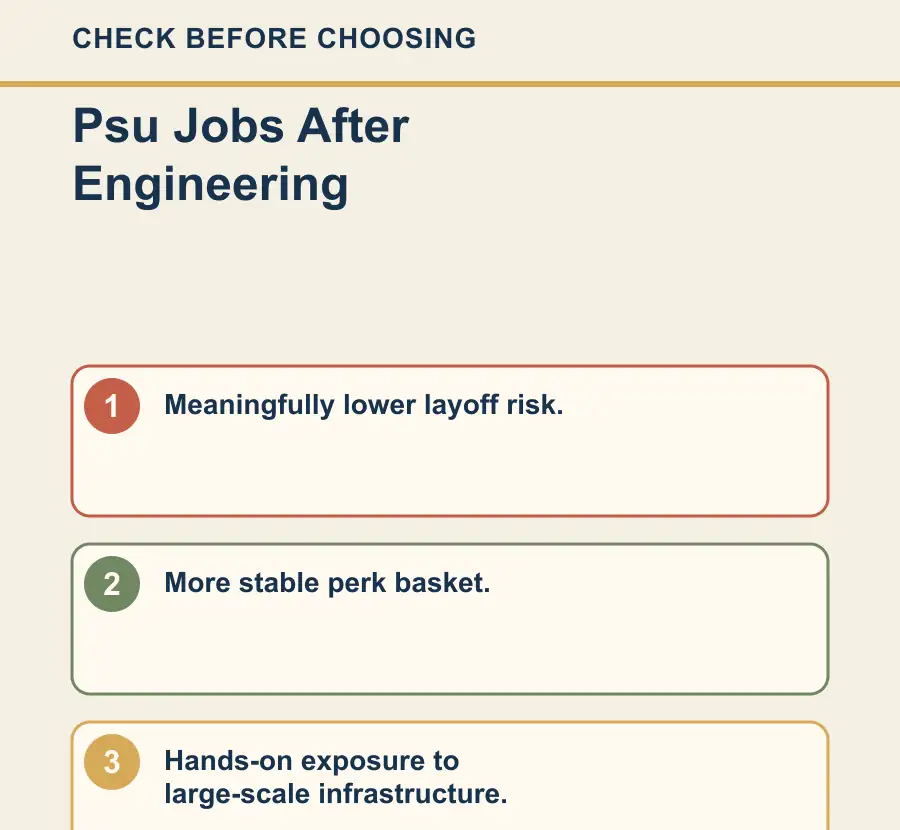 CHECK BEFORE CHOOSING
Psu Jobs After
Engineering
1 Meaningfully lower layoff risk.
2 More stable perk basket.
3 Hands-on exposure to
large-scale infrastructure.